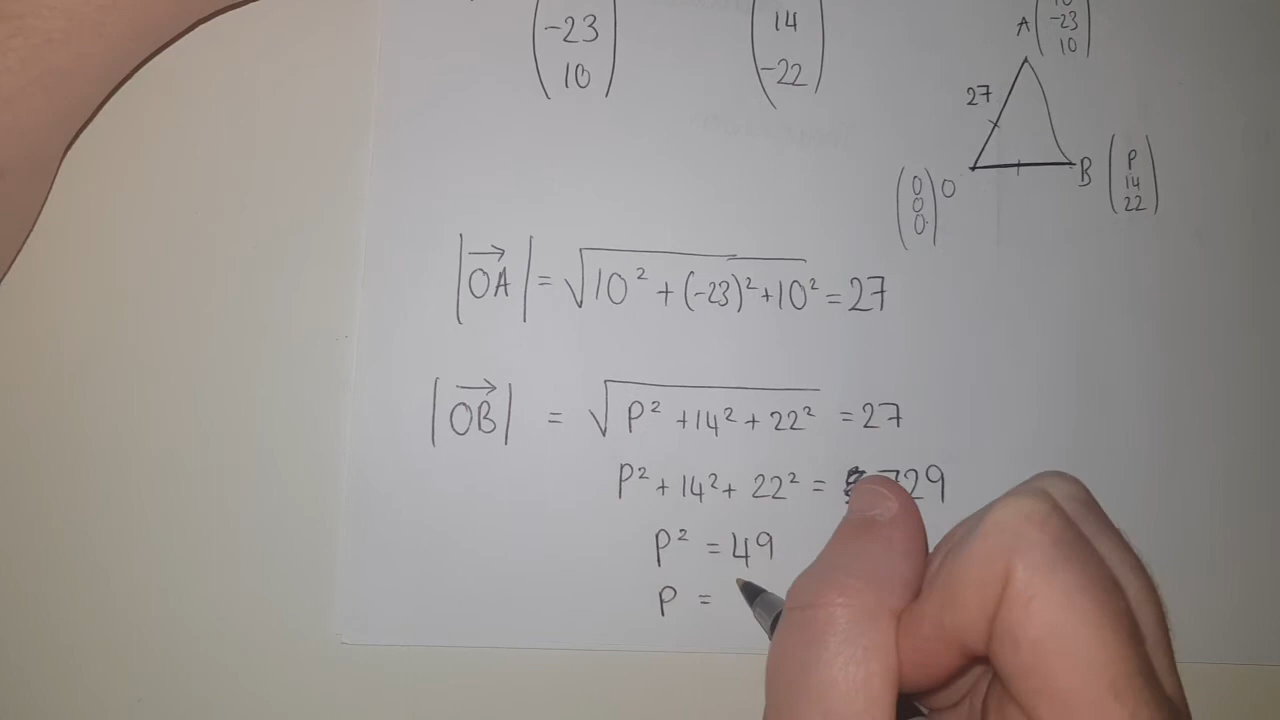 -23
10
14
-22
A
-23
10
27
0
0
0
O
B
P
14
22
|OA| = √10² + (-23)² + 10² = 27
|OB| = √P² + 14² + 22² = 27
P² + 14² + 22² = 729
P² = 49
P =